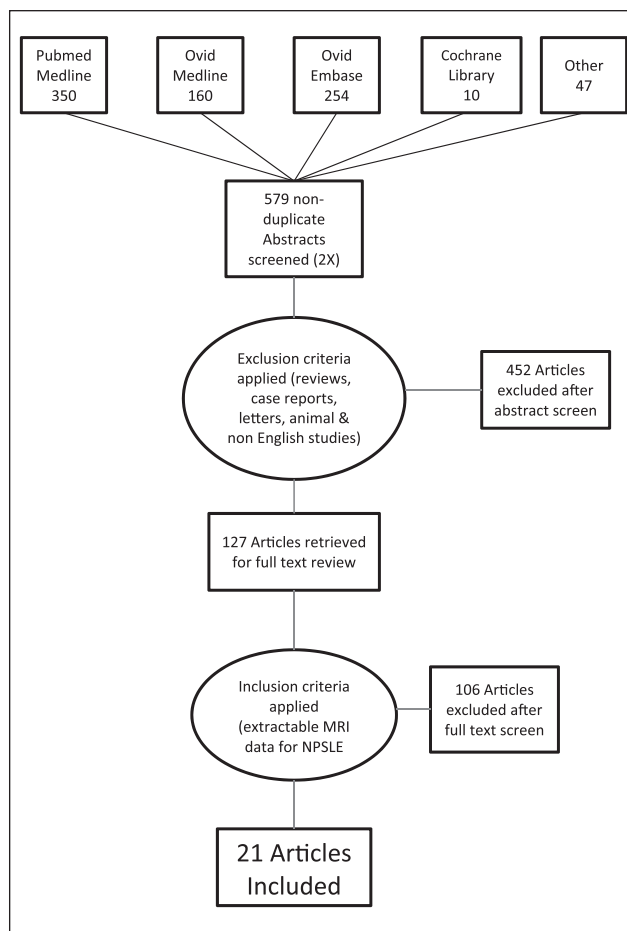 Pubmed
Medline
350
Ovid
Medline
160
Ovid
Embase
254
Cochrane
Library
10
Other
47
579 non-
duplicate
Abstracts
screened (2X)
Exclusion criteria
applied (reviews,
case reports,
letters, animal &
non English studies)
452 Articles
excluded after
abstract screen
127 Articles retrieved
for full text review
Inclusion criteria
applied
(extractable MRI
data for NPSLE
106 Articles
excluded after
full text screen
21 Articles
Included